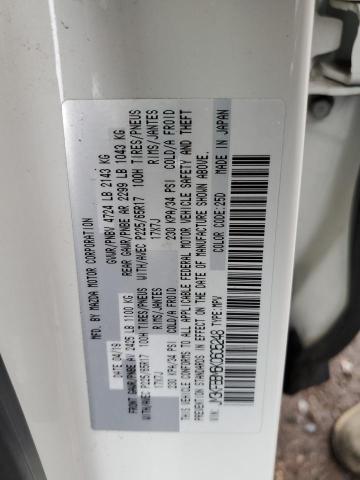 MFD. BY MAZDA MOTOR CORPORATION
DATE: 04/19 GVWR/PNBV 4724 LB 2143 KG
FRONT GAWR/PNBE AV 2425 LB 1100 KG REAR GAWR/PNBE AR 2299 LB 1043 KG
WITH/AVEC P225/65R17 100H TIRES/PNEUS WITH/AVEC P225/65R17 100H TIRES/PNEUS
17X7J RIMS/JANTES 17X7J RIMS/JANTES
230 KPA/34 PSI COLD/A FROID 230 KPA/34 PSI COLD/A FROID
THIS VEHICLE CONFORMS TO ALL APPLICABLE FEDERAL MOTOR VEHICLE SAFETY AND THEFT
PREVENTION STANDARDS IN EFFECT ON THE DATE OF MANUFACTURE SHOWN ABOVE.
VIN: TYPE: MPV COLOR CODE: 25D MADE IN JAPAN